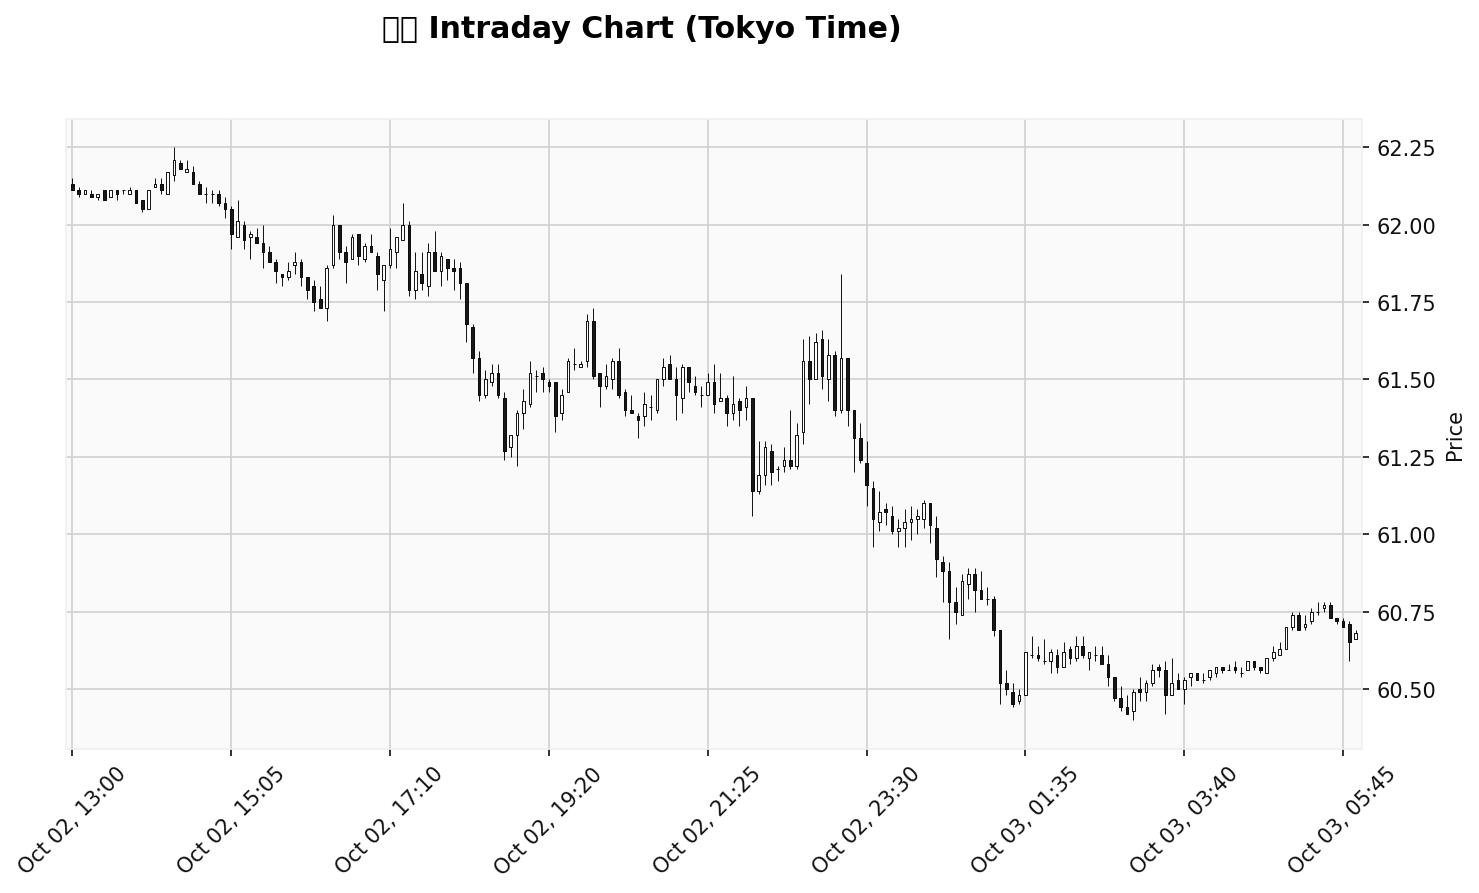 Intraday Chart (Tokyo Time)
62.25
62.00
61.75
61.50
61.25
61.00
60.75
60.50
Price
Oct 02, 13:00
Oct 02, 15:05
Oct 02, 17:10
Oct 02, 19:20
Oct 02, 21:25
Oct 02, 23:30
Oct 03, 01:35
Oct 03, 03:40
Oct 03, 05:45